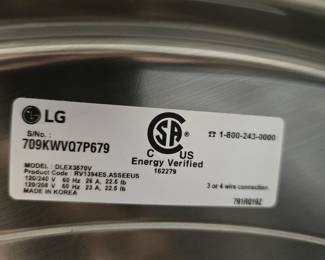 LG
S/No. :
709KWVQ7P679
MODEL : DLEX3570V
Product Code : RV1394ES.ASSEEUS
120/240 V 60 Hz 26 A, 22.5 lb
120/208 V 60 Hz 23 A, 22.5 lb
MADE IN KOREA
C US
Energy Verified
162279
☎ 1-800-243-0000
3 or 4 wire connection